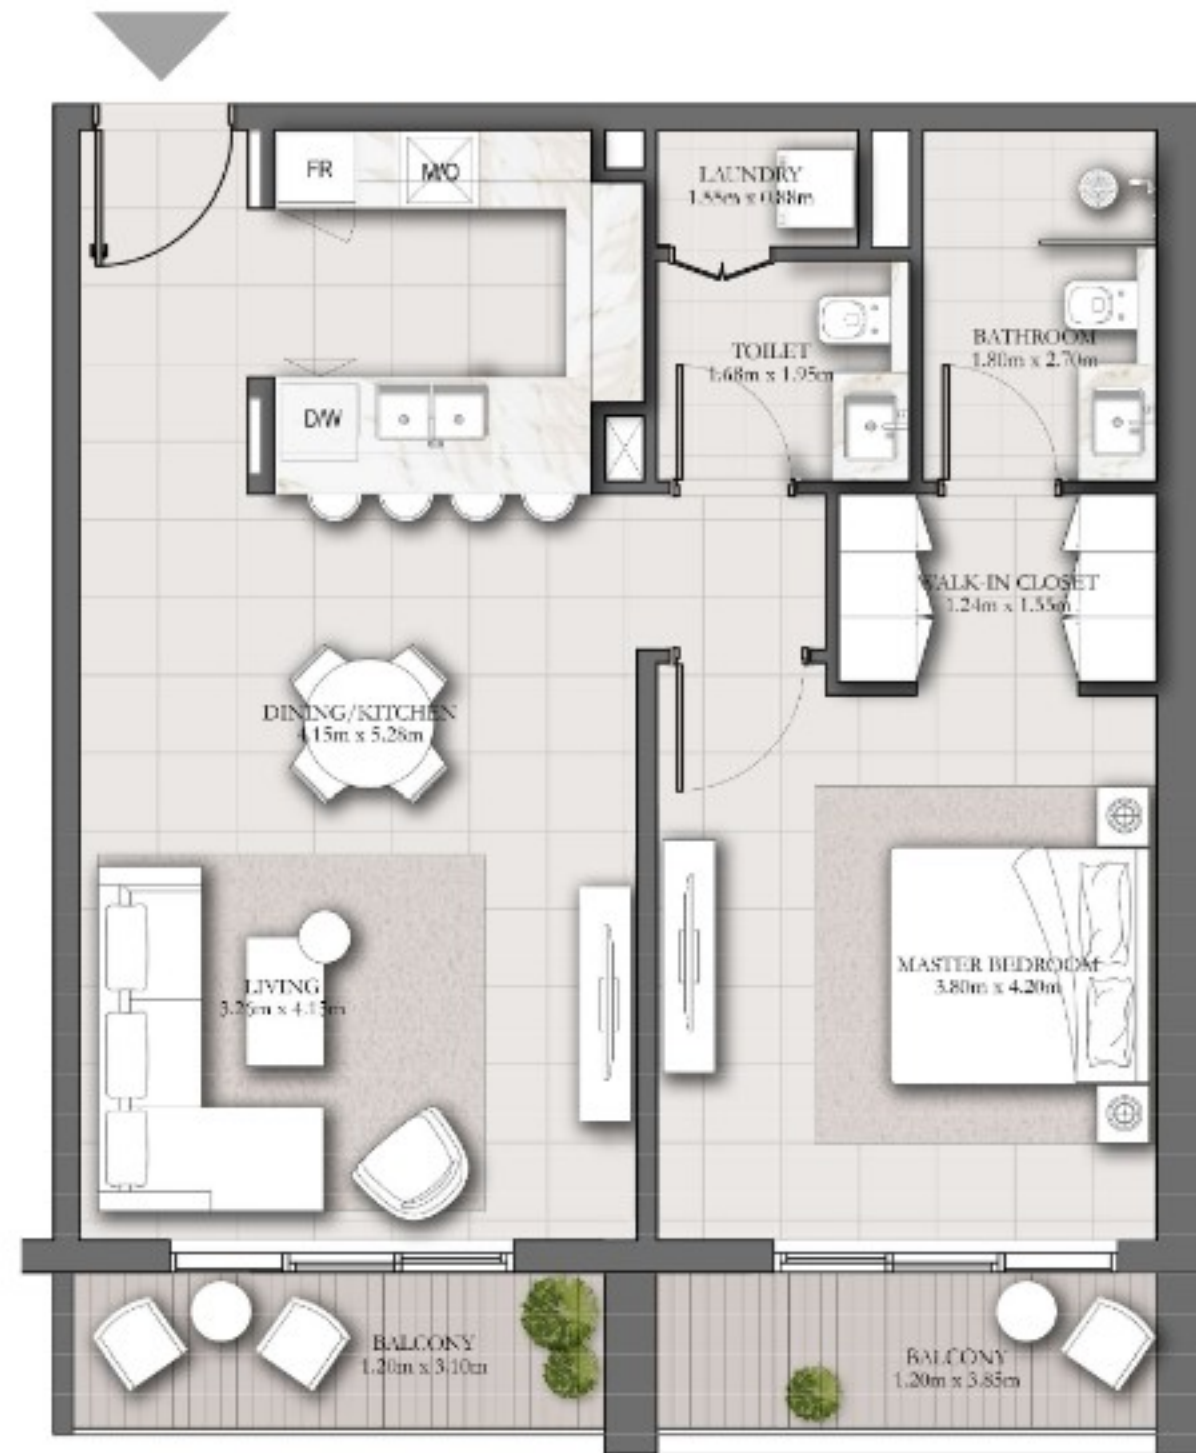 FR
M/O
LAUNDRY
1.55m x 0.88m
TOILET
1.68m x 1.95m
BATHROOM
1.80m x 2.70m
D/W
WALK-IN CLOSET
1.24m x 1.55m
DINING/KITCHEN
4.15m x 5.28m
LIVING
3.26m x 4.15m
MASTER BEDROOM
3.80m x 4.20m
BALCONY
1.20m x 3.10m
BALCONY
1.20m x 3.85m